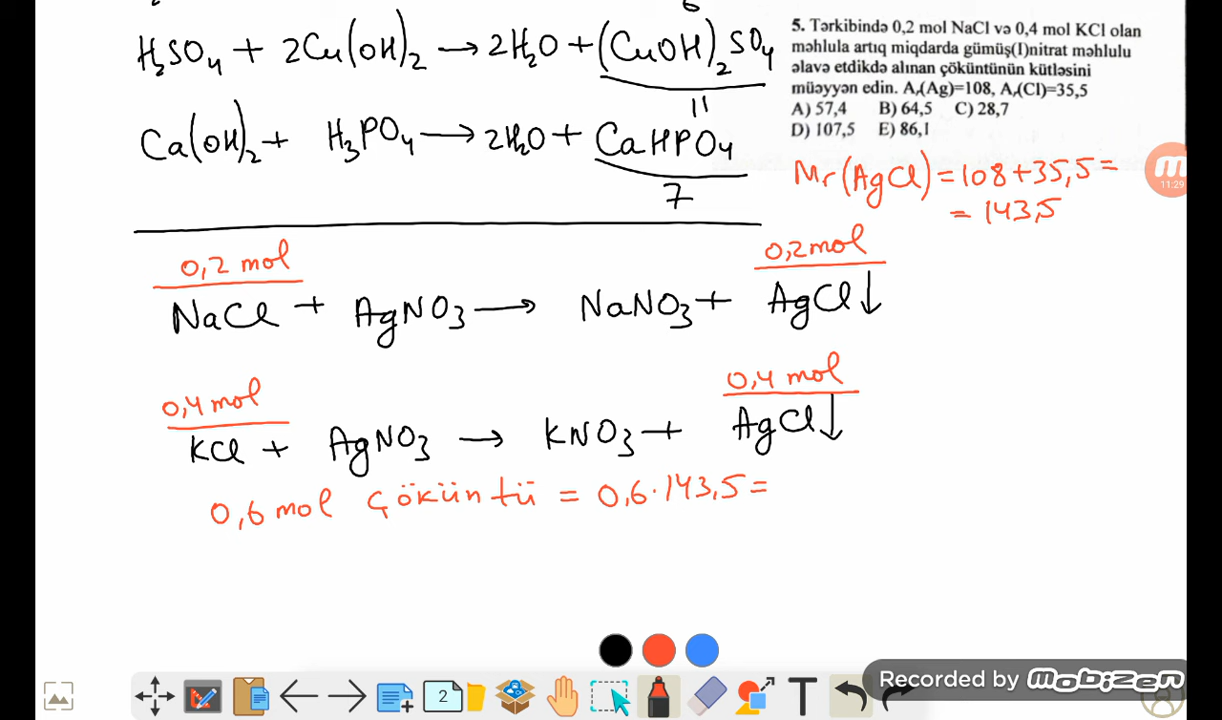 H₂SO₄ + 2Cu(OH)₂ → 2H₂O + (CuOH)₂SO₄
11
Ca(OH)₂ + H₃PO₄ → 2H₂O + CaHPO₄
7
5. Tərkibində 0,2 mol NaCl və 0,4 mol KCl olan
məhlula artıq miqdarda gümüş(I)nitrat məhlulu
əlavə etdikdə alınan çöküntünün kütləsini
müəyyən edin. Aᵣ(Ag)=108, Aᵣ(Cl)=35,5
A) 57,4 B) 64,5 C) 28,7
D) 107,5 E) 86,1
Mr(AgCl) = 108+35,5 =
= 143,5
11:29
0,2 mol 0,2 mol
NaCl + AgNO₃ → NaNO₃ + AgCl↓
0,4 mol 0,4 mol
KCl + AgNO₃ → KNO₃ + AgCl↓
0,6 mol çöküntü = 0,6·143,5 =
2
T
Recorded by mobizen